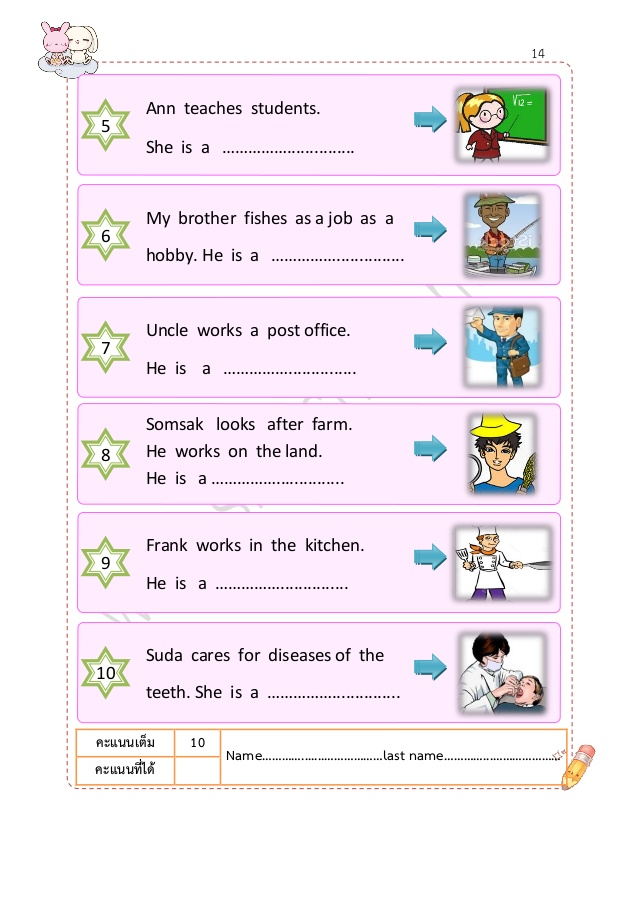 14
5
Ann teaches students.
She is a ..............................
6
My brother fishes as a job as a
hobby. He is a ..............................
7
Uncle works a post office.
He is a ..............................
8
Somsak looks after farm.
He works on the land.
He is a ..............................
9
Frank works in the kitchen.
He is a ..............................
10
Suda cares for diseases of the
teeth. She is a ..............................
คะแนนเต็ม 10
คะแนนที่ได้
Name....................................last name...................................
√12 =